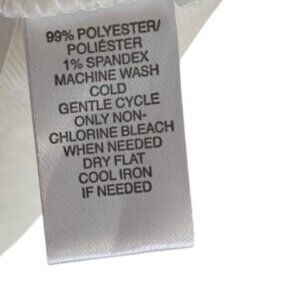 99% POLYESTER/
POLIÉSTER
1% SPANDEX
MACHINE WASH
COLD
GENTLE CYCLE
ONLY NON-
CHLORINE BLEACH
WHEN NEEDED
DRY FLAT
COOL IRON
IF NEEDED